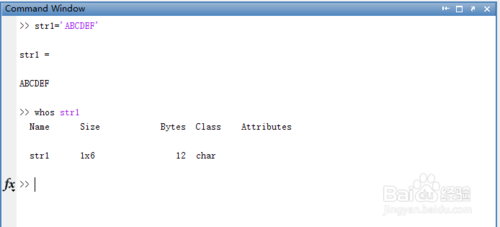 Command Window
>> str1='ABCDEF'
str1 =
ABCDEF
>> whos str1
Name Size Bytes Class Attributes
str1 1x6 12 char
fx >>
Baidu 经验
jingyan.baidu.com